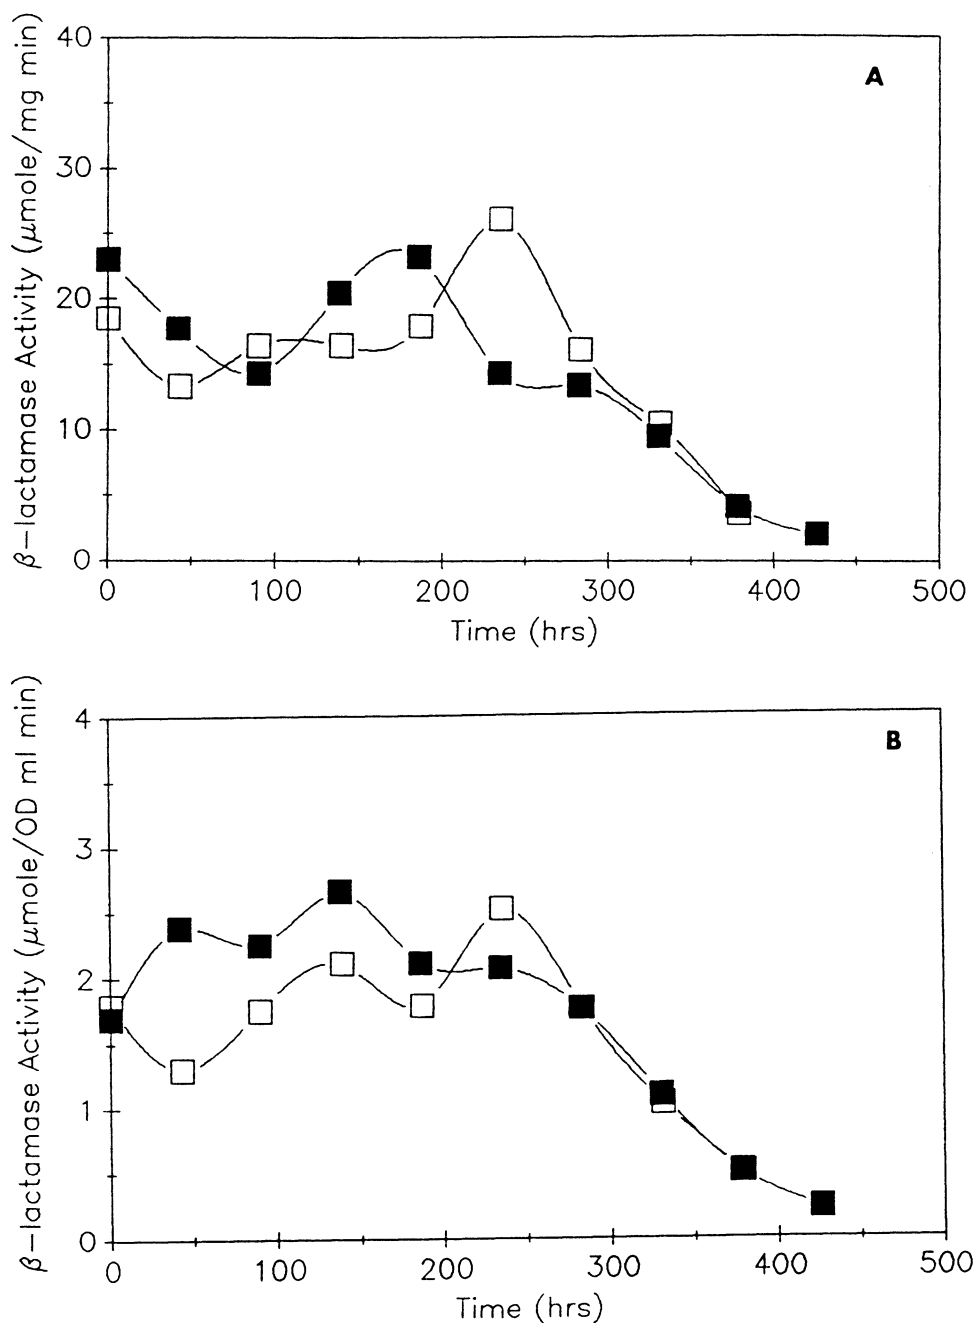 A
β-lactamase Activity (μmole/mg min)
40
30
20
10
0
0 100 200 300 400 500
Time (hrs)
B
β-lactamase Activity (μmole/OD ml min)
4
3
2
1
0
0 100 200 300 400 500
Time (hrs)